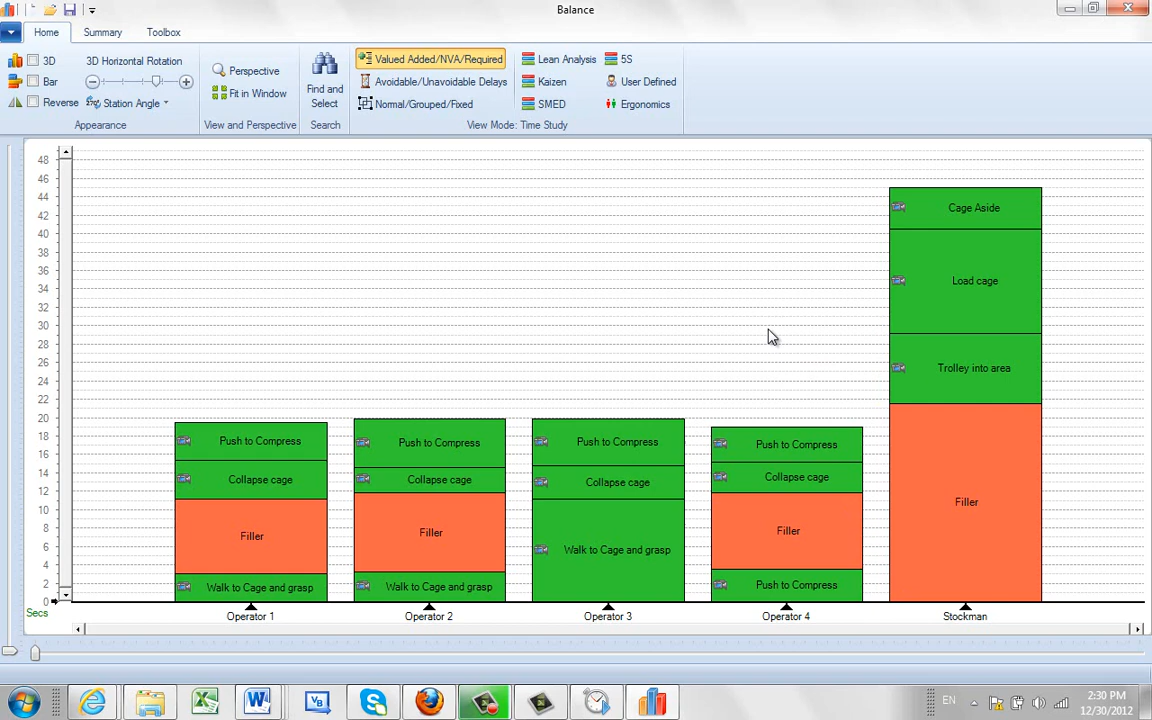 Balance
Home Summary Toolbox
3D
Bar
Reverse
3D Horizontal Rotation
Station Angle
Appearance
Perspective
Fit in Window
View and Perspective
Find and
Select
Search
Valued Added/NVA/Required
Avoidable/Unavoidable Delays
Normal/Grouped/Fixed
Lean Analysis
Kaizen
SMED
5S
User Defined
Ergonomics
View Mode: Time Study
48
46
44
42
40
38
36
34
32
30
28
26
24
22
20
18
16
14
12
10
8
6
4
2
0
Secs
Push to Compress
Collapse cage
Filler
Walk to Cage and grasp
Operator 1
Push to Compress
Collapse cage
Filler
Walk to Cage and grasp
Operator 2
Push to Compress
Collapse cage
Walk to Cage and grasp
Operator 3
Push to Compress
Collapse cage
Filler
Push to Compress
Operator 4
Cage Aside
Load cage
Trolley into area
Filler
Stockman
EN
2:30 PM
12/30/2012